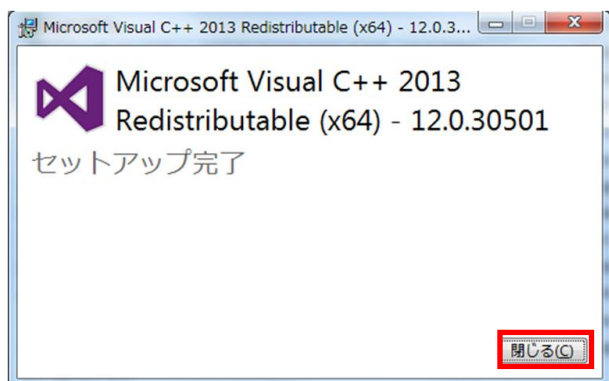 Microsoft Visual C++ 2013 Redistributable (x64) - 12.0.3...
Microsoft Visual C++ 2013
Redistributable (x64) - 12.0.30501
セットアップ完了
閉じる(C)